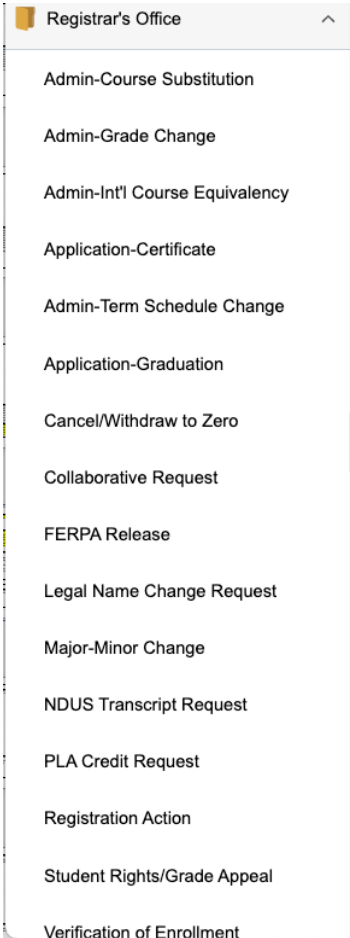 Registrar's Office
Admin-Course Substitution
Admin-Grade Change
Admin-Int'l Course Equivalency
Application-Certificate
Admin-Term Schedule Change
Application-Graduation
Cancel/Withdraw to Zero
Collaborative Request
FERPA Release
Legal Name Change Request
Major-Minor Change
NDUS Transcript Request
PLA Credit Request
Registration Action
Student Rights/Grade Appeal
Verification of Enrollment